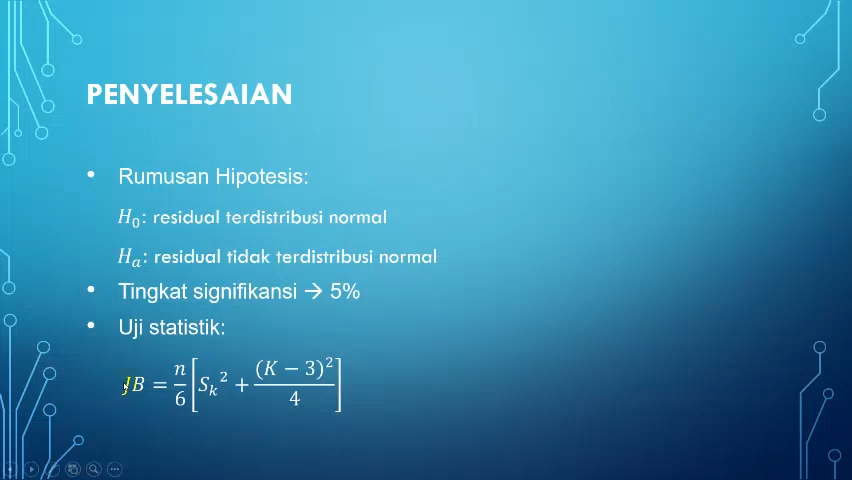 PENYELESAIAN
• Rumusan Hipotesis:
H₀: residual terdistribusi normal
Hₐ: residual tidak terdistribusi normal
• Tingkat signifikansi → 5%
• Uji statistik:
JB = n/6 [Sₖ² + (K − 3)²/4]